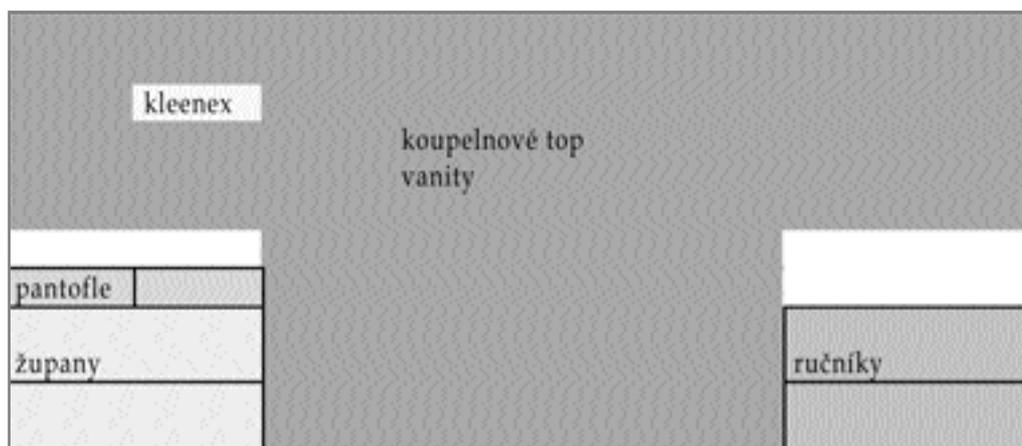 kleenex
koupelnové top
vanity
pantofle
župany
ručníky